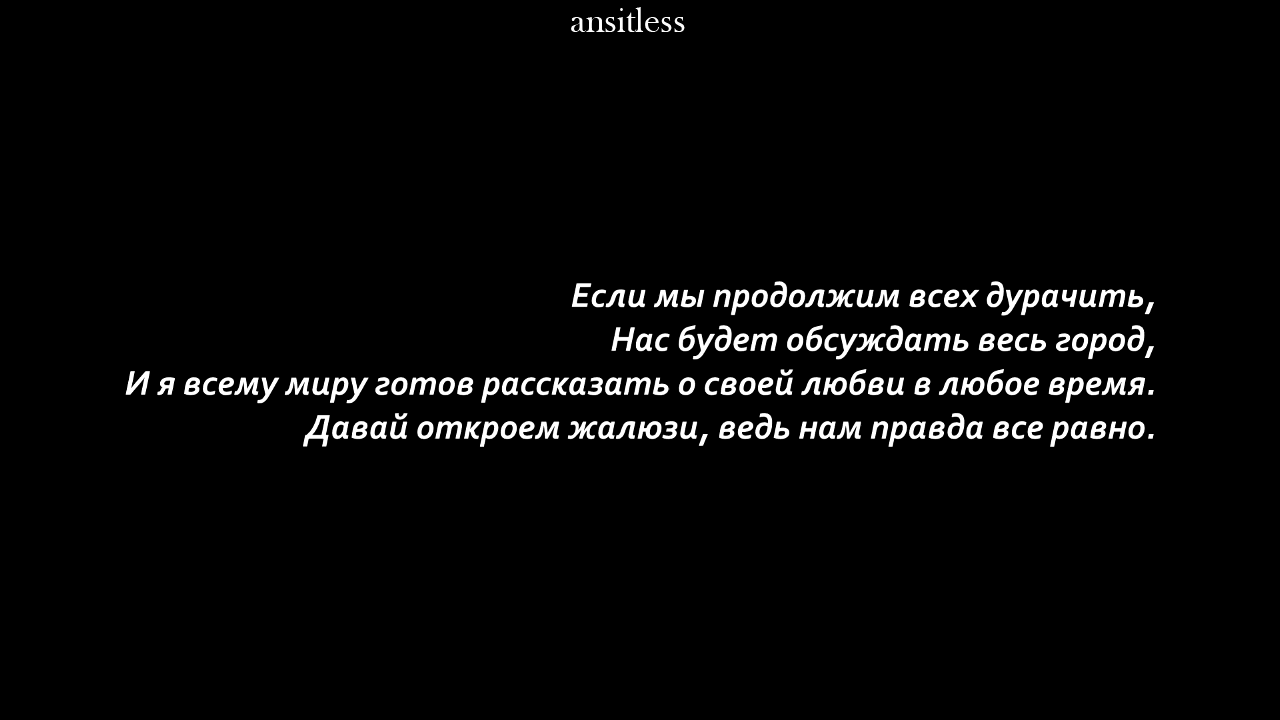 ansitless
Если мы продолжим всех дурачить,
Нас будет обсуждать весь город,
И я всему миру готов рассказать о своей любви в любое время.
Давай откроем жалюзи, ведь нам правда все равно.